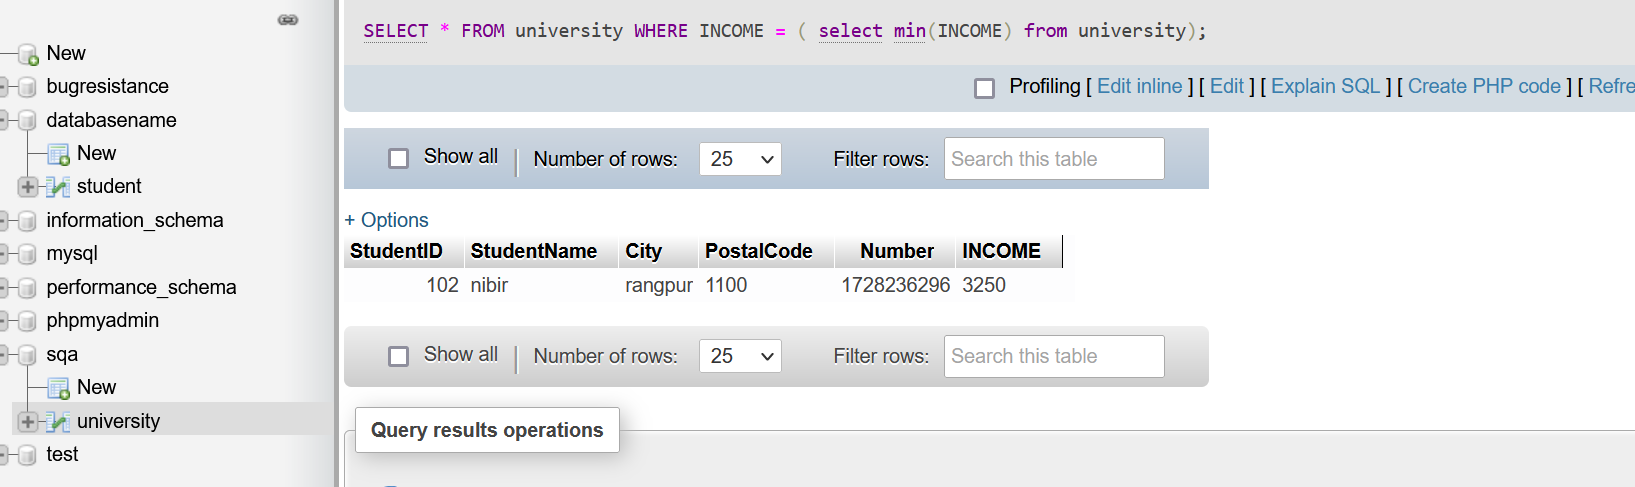 SELECT * FROM university WHERE INCOME = ( select min(INCOME) from university);
Profiling [ Edit inline ] [ Edit ] [ Explain SQL ] [ Create PHP code ] [ Refre
Show all | Number of rows: 25 Filter rows: Search this table
+ Options
StudentID StudentName City PostalCode Number INCOME
102 nibir rangpur 1100 1728236296 3250
Show all | Number of rows: 25 Filter rows: Search this table
Query results operations
New
bugresistance
databasename
New
student
information_schema
mysql
performance_schema
phpmyadmin
sqa
New
university
test